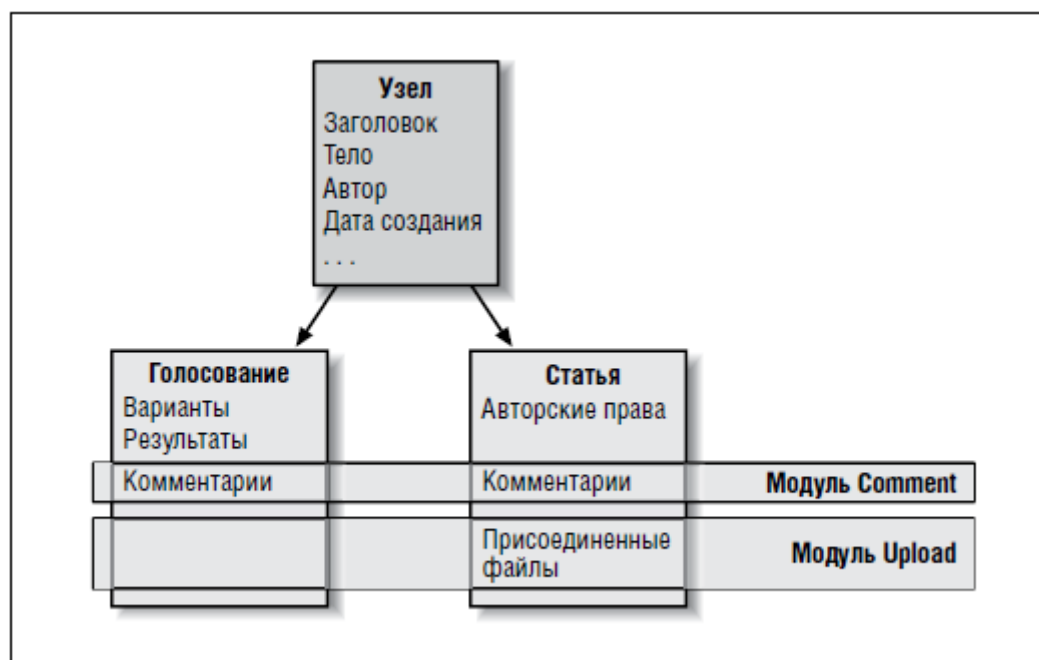 Узел
Заголовок
Тело
Автор
Дата создания
. . .
Голосование
Варианты
Результаты
Комментарии
Статья
Авторские права
Комментарии
Модуль Comment
Присоединенные
файлы
Модуль Upload